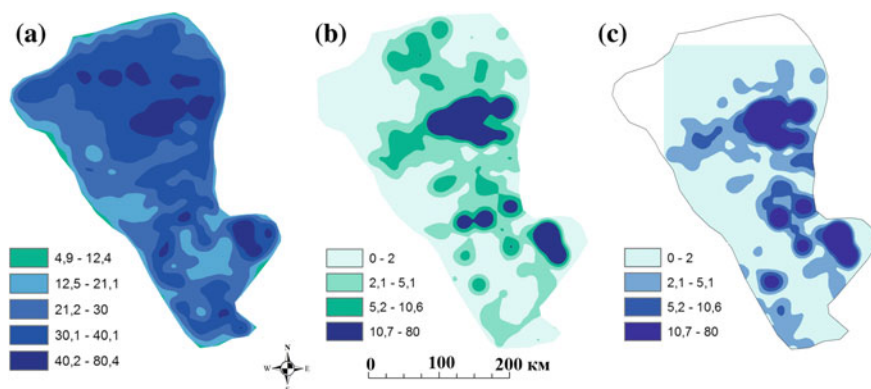 (a)
4,9 - 12,4
12,5 - 21,1
21,2 - 30
30,1 - 40,1
40,2 - 80,4
(b)
0 - 2
2,1 - 5,1
5,2 - 10,6
10,7 - 80
(c)
0 - 2
2,1 - 5,1
5,2 - 10,6
10,7 - 80
N
W E
S
0 100 200 км